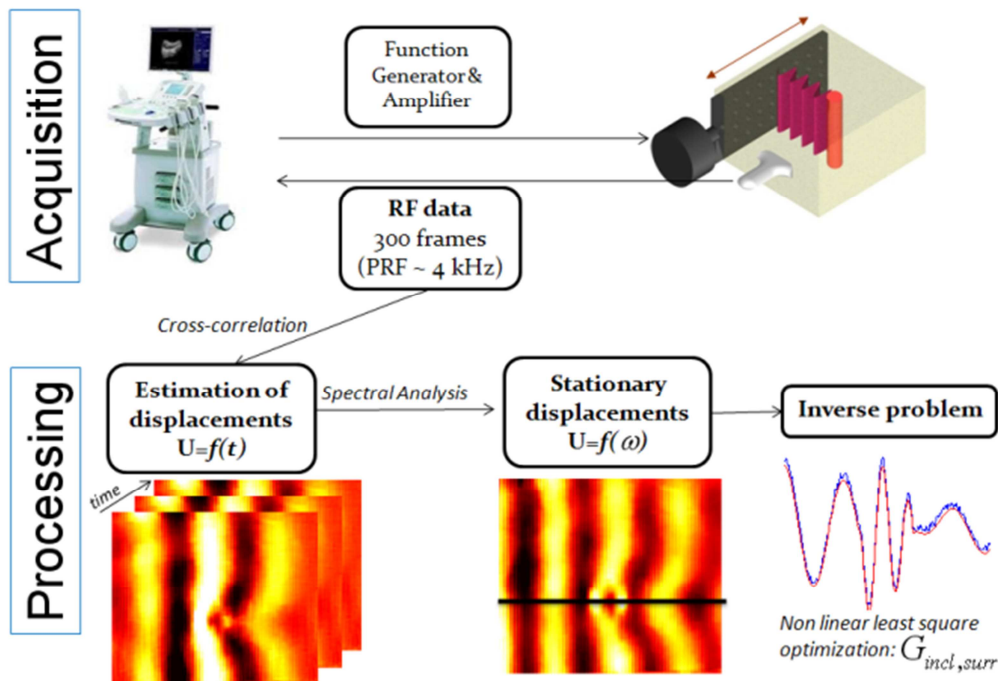 Acquisition
Function
Generator &
Amplifier
RF data
300 frames
(PRF ~ 4 kHz)
Cross-correlation
Processing
Estimation of
displacements
U=f(t)
Spectral Analysis
Stationary
displacements
U=f(ω)
Inverse problem
time
Non linear least square
optimization: G incl,surr